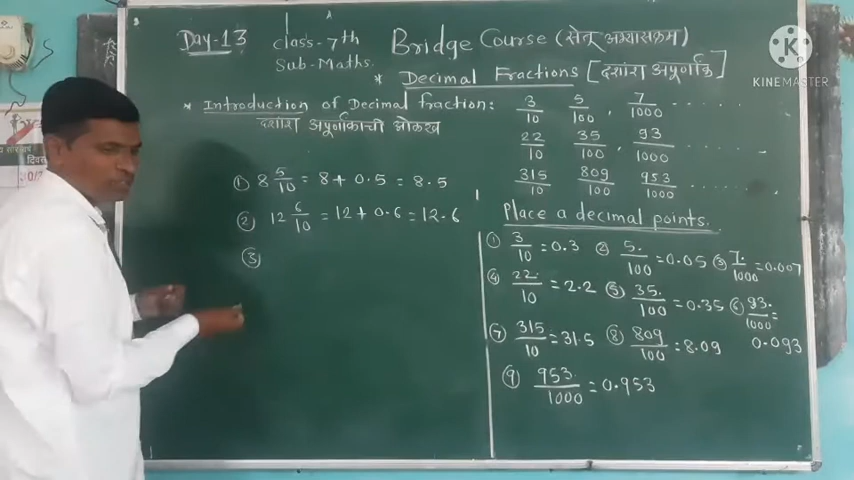 Day-13
class-7th
Sub-Maths.
Bridge Course (सेतू अभ्यासक्रम)
* Decimal Fractions [दशांश अपूर्णांक]
* Introduction of Decimal fraction:
दशांश अपूर्णांकाची ओळख
3/10 5/100, 7/1000 ......
22/10 35/100, 93/1000
315/10 809/100 953/1000 ......
① 8 5/10 = 8 + 0.5 = 8.5
② 12 6/10 = 12 + 0.6 = 12.6
③
Place a decimal points.
① 3/10 = 0.3 ② 5./100 = 0.05 ③ 7./1000 = 0.007
④ 22./10 = 2.2 ⑤ 35./100 = 0.35 ⑥ 93./1000 =
0.093
⑦ 315/10 = 31.5 ⑧ 809/100 = 8.09
⑨ 953./1000 = 0.953
KINEMASTER